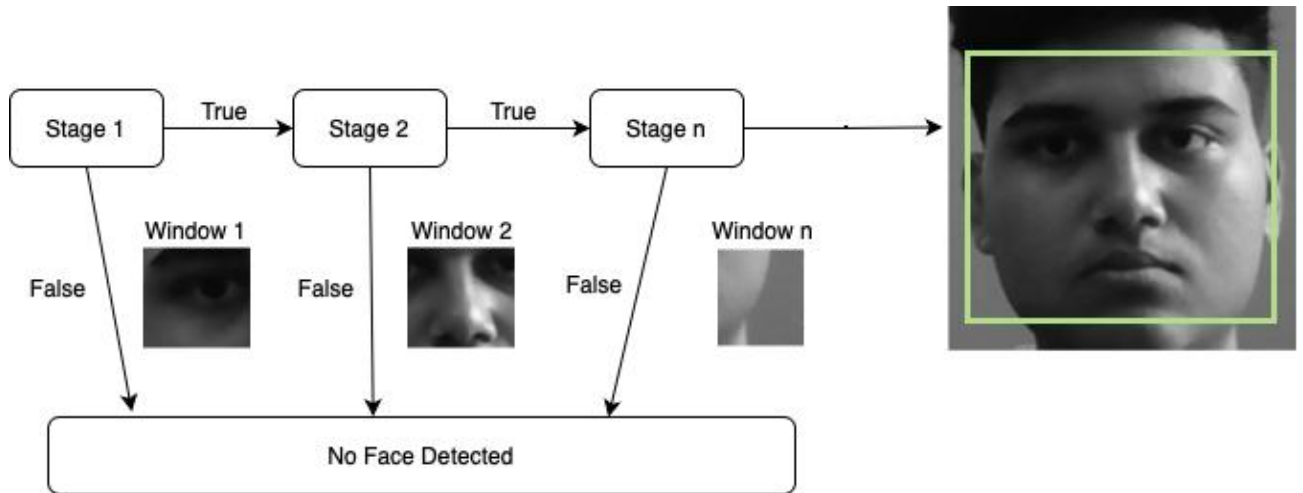 Stage 1
True
Stage 2
True
Stage n
Window 1
Window 2
Window n
False
False
False
No Face Detected